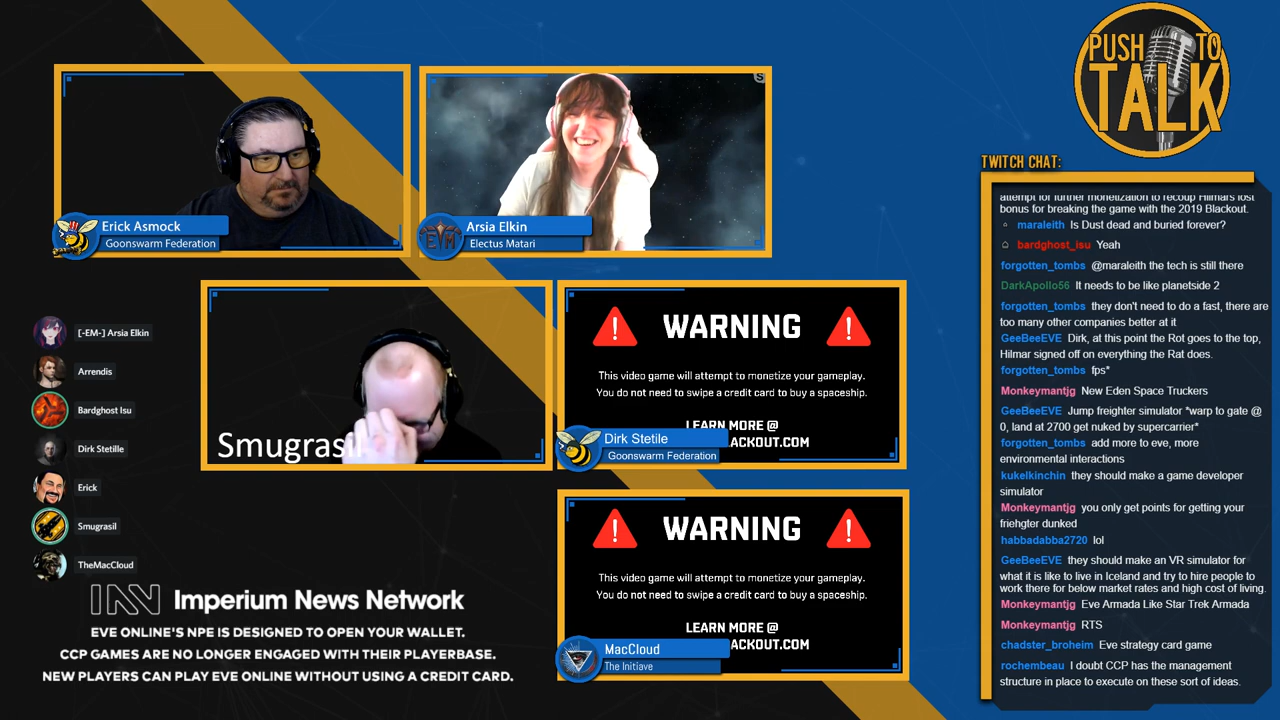 PUSH TO
TALK
TWITCH CHAT:
Erick Asmock
Goonswarm Federation
S
Arsia Elkin
Electus Matari
EVM
[-EM-] Arsia Elkin
Arrendis
Bardghost Isu
Dirk Stetille
Erick
Smugrasil
TheMacCloud
Smugrasil
WARNING
This video game will attempt to monetize your gameplay.
You do not need to swipe a credit card to buy a spaceship.
LEARN MORE @
ACKOUT.COM
Dirk Stetile
Goonswarm Federation
WARNING
This video game will attempt to monetize your gameplay.
You do not need to swipe a credit card to buy a spaceship.
LEARN MORE @
ACKOUT.COM
MacCloud
The Initiave
INN Imperium News Network
EVE ONLINE'S NPE IS DESIGNED TO OPEN YOUR WALLET.
CCP GAMES ARE NO LONGER ENGAGED WITH THEIR PLAYERBASE.
NEW PLAYERS CAN PLAY EVE ONLINE WITHOUT USING A CREDIT CARD.
attempt for further monetization to recoup Hilmars lost
bonus for breaking the game with the 2019 Blackout.
maraleith Is Dust dead and buried forever?
bardghost_isu Yeah
forgotten_tombs @maraleith the tech is still there
DarkApollo56 It needs to be like planetside 2
forgotten_tombs they don't need to do a fast, there are
too many other companies better at it
GeeBeeEVE Dirk, at this point the Rot goes to the top,
Hilmar signed off on everything the Rat does.
forgotten_tombs fps*
Monkeymantjg New Eden Space Truckers
GeeBeeEVE Jump freighter simulator *warp to gate @
0, land at 2700 get nuked by supercarrier*
forgotten_tombs add more to eve, more
environmental interactions
kukelkinchin they should make a game developer
simulator
Monkeymantjg you only get points for getting your
friehgter dunked
habbadabba2720 lol
GeeBeeEVE they should make an VR simulator for
what it is like to live in Iceland and try to hire people to
work there for below market rates and high cost of living.
Monkeymantjg Eve Armada Like Star Trek Armada
Monkeymantjg RTS
chadster_broheim Eve strategy card game
rochembeau I doubt CCP has the management
structure in place to execute on these sort of ideas.